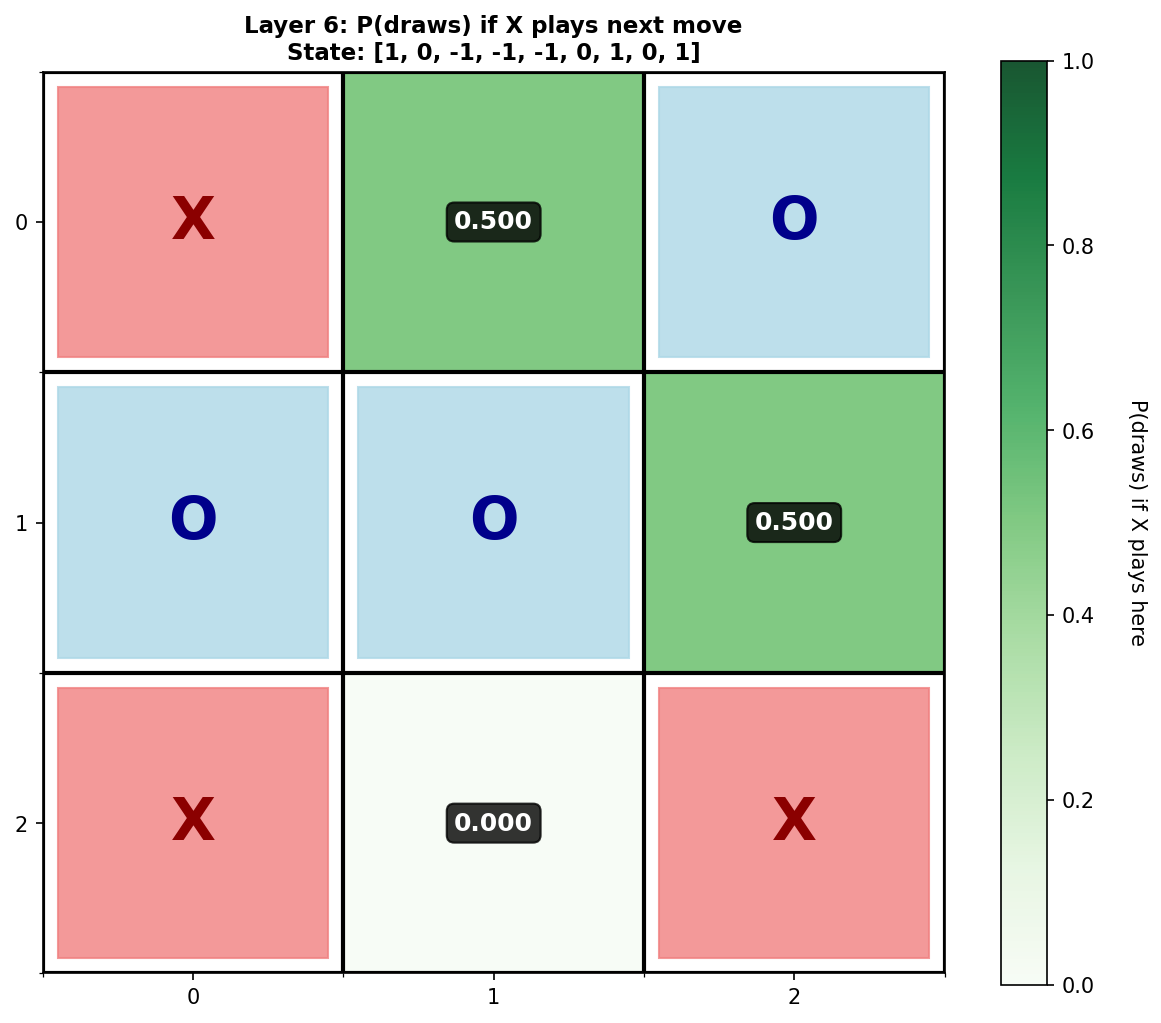 Layer 6: P(draws) if X plays next move
State: [1, 0, -1, -1, -1, 0, 1, 0, 1]
X
0.500
O
O
O
0.500
X
0.000
X
0
1
2
0
1
2
1.0
0.8
0.6
0.4
0.2
0.0
P(draws) if X plays here